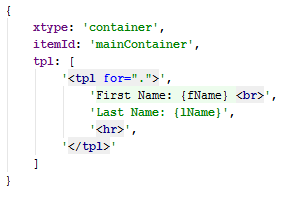 {
    xtype: 'container',
    itemId: 'mainContainer',
    tpl: [
        '<tpl for=".">',
            'First Name: {fName} <br>',
            'Last Name: {lName}',
            '<hr>',
        '</tpl>'
    ]
}